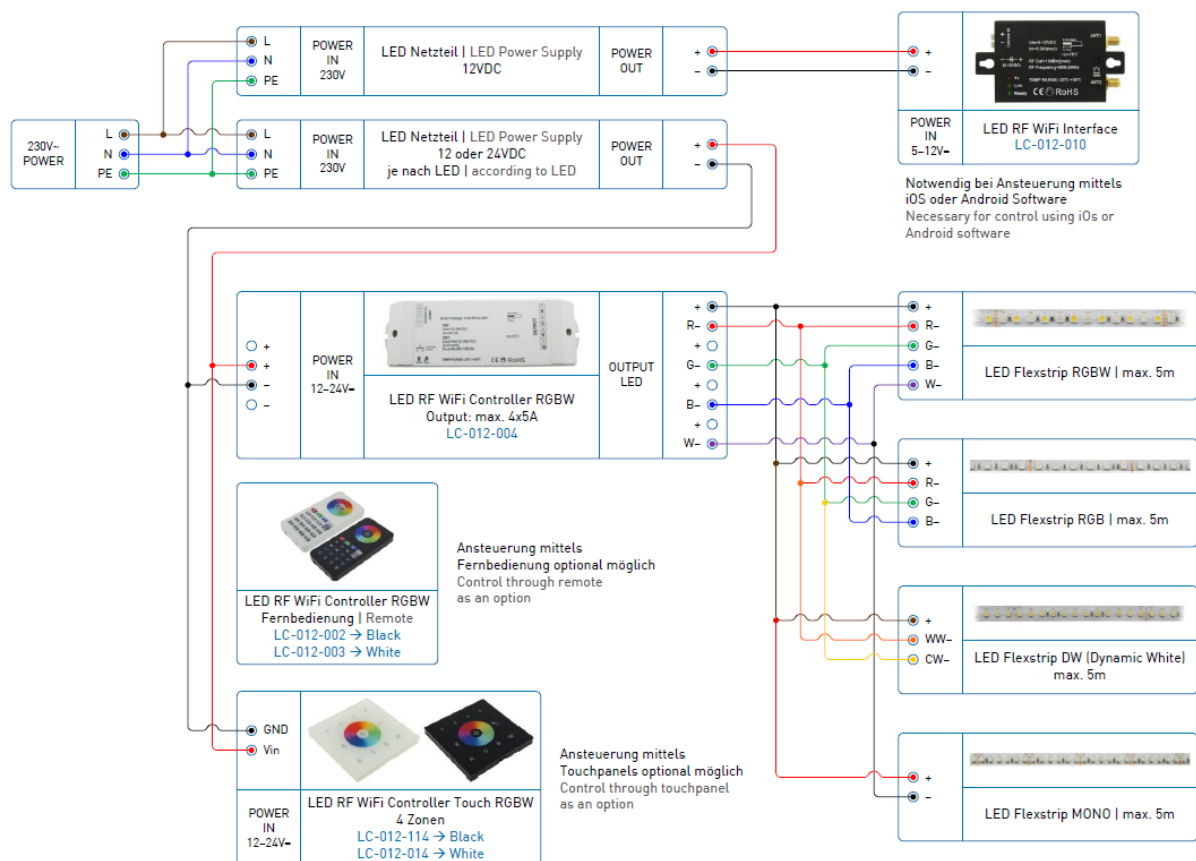 L
N
PE
POWER
IN
230V
LED Netzteil | LED Power Supply
12VDC
POWER
OUT
+
–
+
–
POWER
IN
5–12V⎓
LED RF WiFi Interface
LC-012-010
ANT1
ANT2
CE RoHS
Notwendig bei Ansteuerung mittels
iOS oder Android Software
Necessary for control using iOs or
Android software
230V~
POWER
L
N
PE
L
N
PE
POWER
IN
230V
LED Netzteil | LED Power Supply
12 oder 24VDC
je nach LED | according to LED
POWER
OUT
+
–
+
+
–
–
POWER
IN
12–24V⎓
OUTPUT
CE RoHS
LED RF WiFi Controller RGBW
Output: max. 4x5A
LC-012-004
OUTPUT
LED
+
R–
+
G–
+
B–
+
W–
+
R–
G–
B–
W–
LED Flexstrip RGBW | max. 5m
+
R–
G–
B–
LED Flexstrip RGB | max. 5m
+
WW–
CW–
LED Flexstrip DW (Dynamic White)
max. 5m
+
–
LED Flexstrip MONO | max. 5m
LED RF WiFi Controller RGBW
Fernbedienung | Remote
LC-012-002 → Black
LC-012-003 → White
Ansteuerung mittels
Fernbedienung optional möglich
Control through remote
as an option
GND
Vin
POWER
IN
12–24V⎓
LED RF WiFi Controller Touch RGBW
4 Zonen
LC-012-114 → Black
LC-012-014 → White
Ansteuerung mittels
Touchpanels optional möglich
Control through touchpanel
as an option